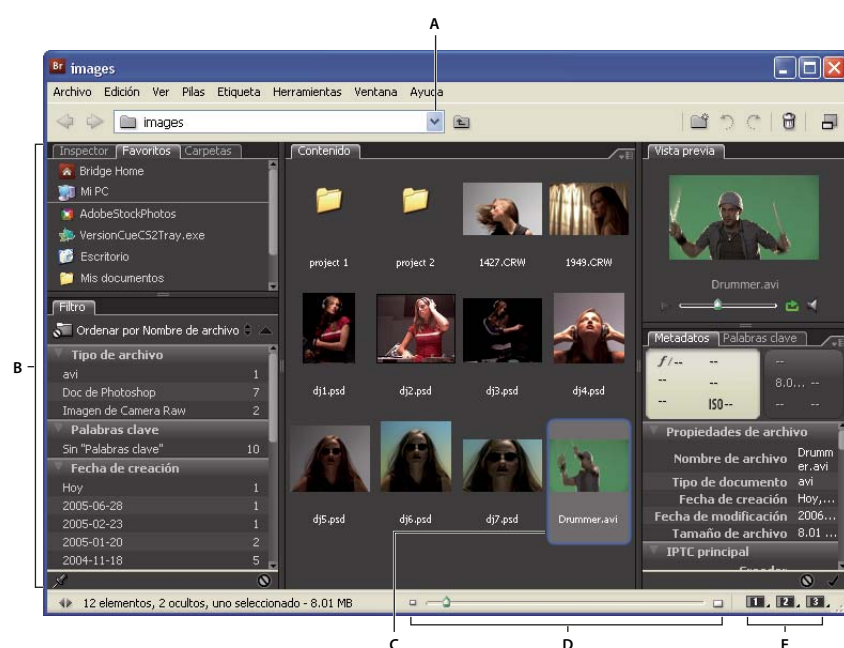 A
Br images
Archivo Edición Ver Pilas Etiqueta Herramientas Ventana Ayuda
images
B
Inspector Favoritos Carpetas
Bridge Home
Mi PC
AdobeStockPhotos
VersionCueCS2Tray.exe
Escritorio
Mis documentos
Filtro
Ordenar por Nombre de archivo
Tipo de archivo
avi 1
Doc de Photoshop 7
Imagen de Camera Raw 2
Palabras clave
Sin "Palabras clave" 10
Fecha de creación
Hoy 1
2005-06-28 1
2005-02-23 1
2005-01-20 2
2004-11-18 5
Contenido
project 1 project 2 1427.CRW 1949.CRW
dj1.psd dj2.psd dj3.psd dj4.psd
dj5.psd dj6.psd dj7.psd Drummer.avi
Vista previa
Drummer.avi
Metadatos Palabras clave
f/-- -- --
-- -- 8.0... --
-- ISO-- -- --
Propiedades de archivo
Nombre de archivo Drumm
er.avi
Tipo de documento avi
Fecha de creación Hoy,...
Fecha de modificación 2006...
Tamaño de archivo 8.01 ...
IPTC principal
12 elementos, 2 ocultos, uno seleccionado - 8.01 MB
1 2 3
C D